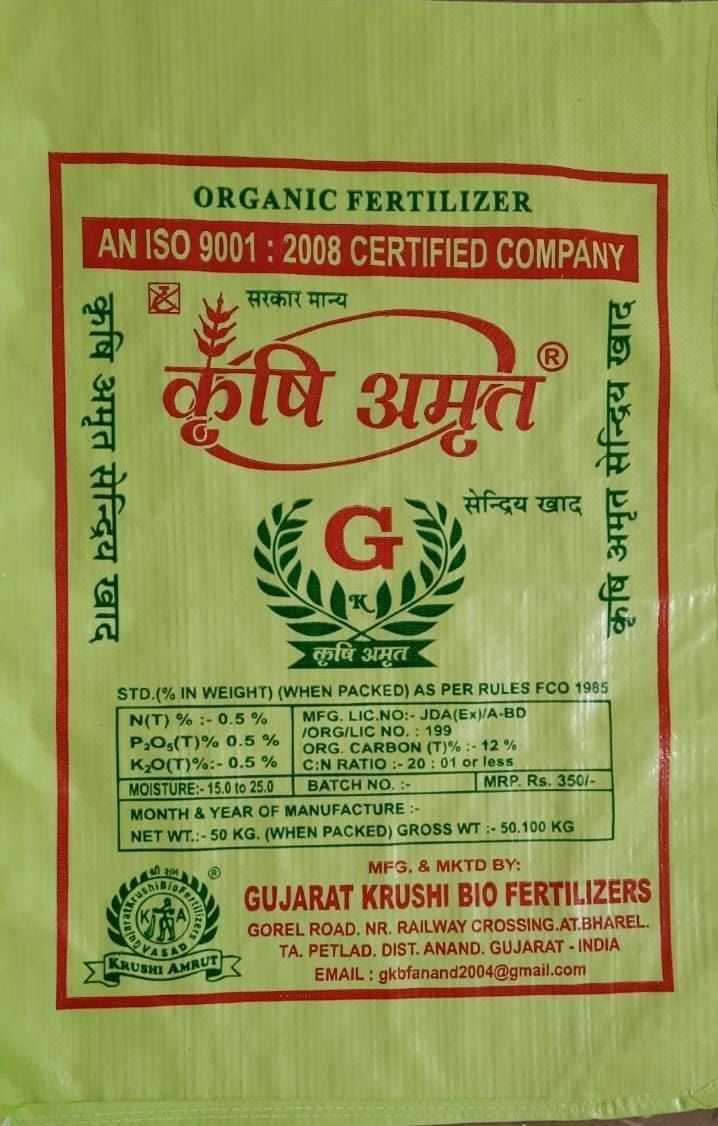 ORGANIC FERTILIZER
AN ISO 9001 : 2008 CERTIFIED COMPANY
सरकार मान्य
कृषि अमृत ®
कृषि अमृत सेन्द्रिय खाद
कृषि अमृत सेन्द्रिय खाद
सेन्द्रिय खाद
G
K
कृषि अमृत
STD.(% IN WEIGHT) (WHEN PACKED) AS PER RULES FCO 1985
N(T) % :- 0.5 %
P₂O₅(T)% 0.5 %
K₂O(T)%:- 0.5 %
MFG. LIC.NO:- JDA(Ex)/A-BD
/ORG/LIC NO. : 199
ORG. CARBON (T)% :- 12 %
C:N RATIO :- 20 : 01 or less
MOISTURE:- 15.0 to 25.0
BATCH NO. :-
MRP. Rs. 350/-
MONTH & YEAR OF MANUFACTURE :-
NET WT.:- 50 KG. (WHEN PACKED) GROSS WT :- 50.100 KG
MFG. & MKTD BY:
GUJARAT KRUSHI BIO FERTILIZERS
GOREL ROAD. NR. RAILWAY CROSSING.AT.BHAREL.
TA. PETLAD. DIST. ANAND. GUJARAT - INDIA
EMAIL : gkbfanand2004@gmail.com
श्री राम
®
GujaratKrushiBioFertilizers
K A
VASAD
KRUSHI AMRUT